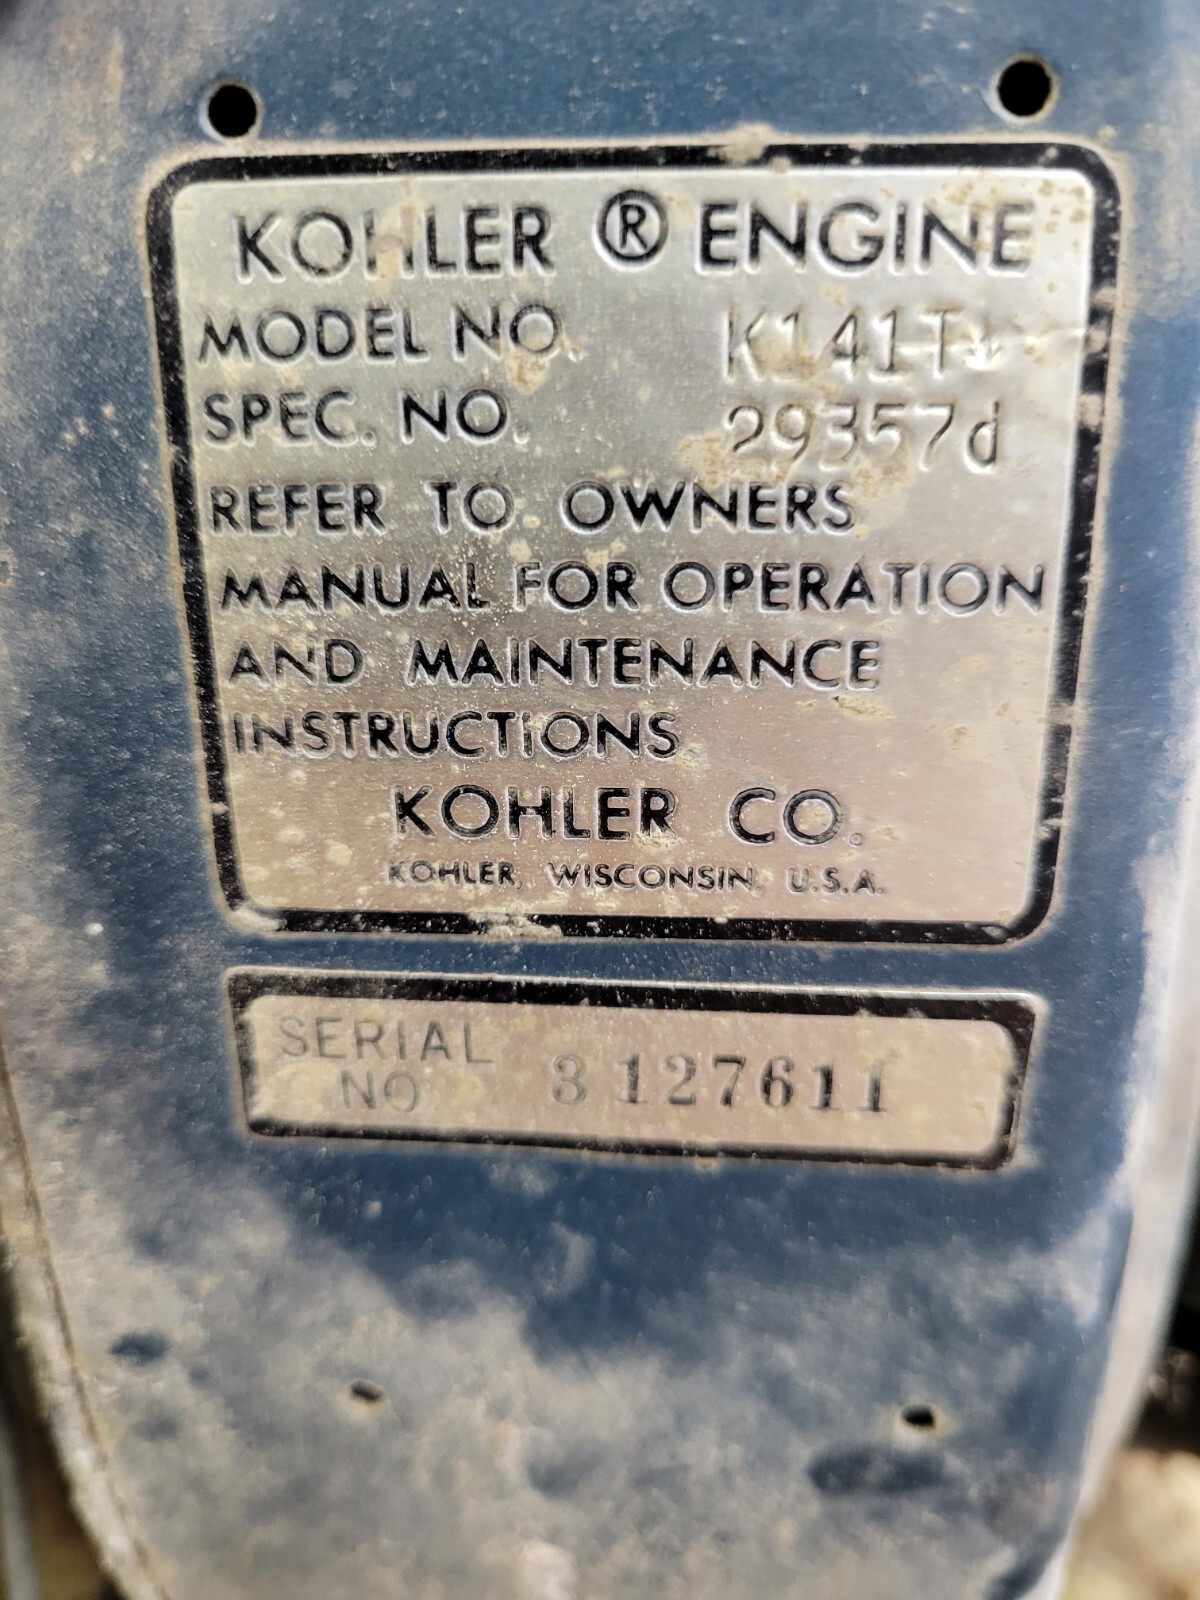 KOHLER ® ENGINE
MODEL NO. K141T
SPEC. NO. 29357d
REFER TO OWNERS
MANUAL FOR OPERATION
AND MAINTENANCE
INSTRUCTIONS
KOHLER CO.
KOHLER, WISCONSIN, U.S.A.
SERIAL
NO 3127611